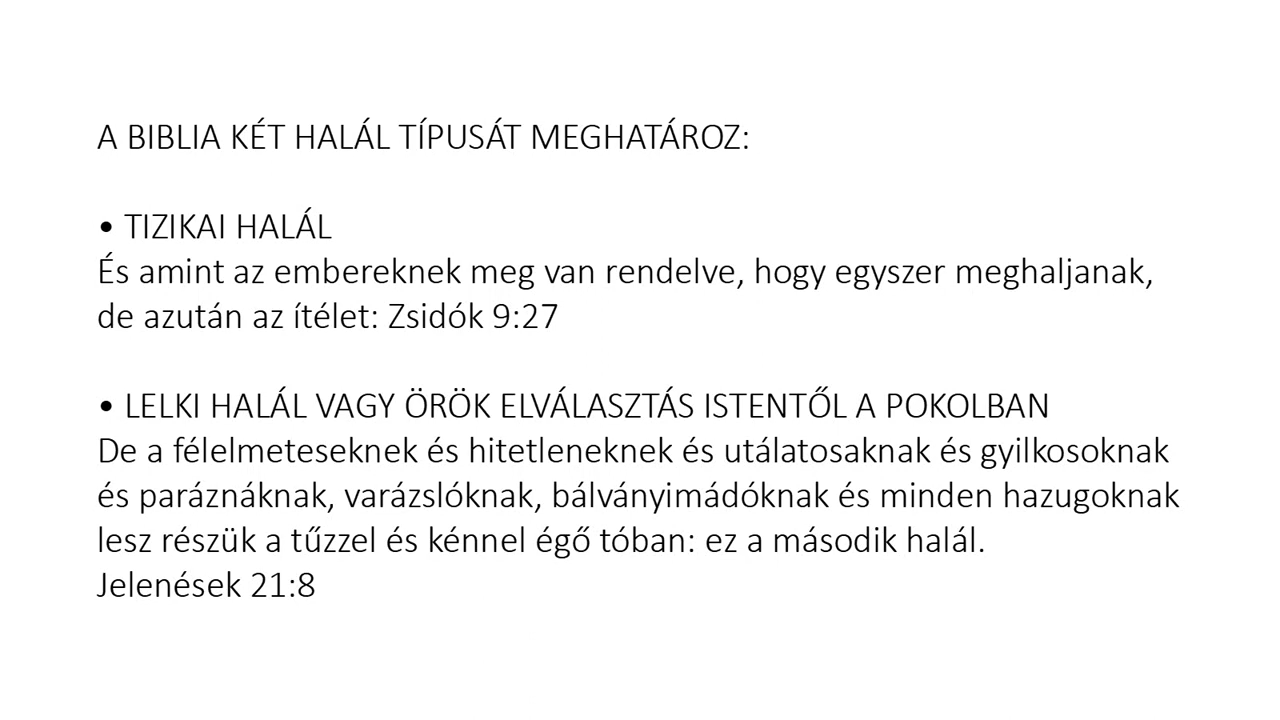 A BIBLIA KÉT HALÁL TÍPUSÁT MEGHATÁROZ:
• TIZIKAI HALÁL
És amint az embereknek meg van rendelve, hogy egyszer meghaljanak,
de azután az ítélet: Zsidók 9:27
• LELKI HALÁL VAGY ÖRÖK ELVÁLASZTÁS ISTENTŐL A POKOLBAN
De a félelmeteseknek és hitetleneknek és utálatosaknak és gyilkosoknak
és paráznáknak, varázslóknak, bálványimádóknak és minden hazugoknak
lesz részük a tűzzel és kénnel égő tóban: ez a második halál.
Jelenések 21:8